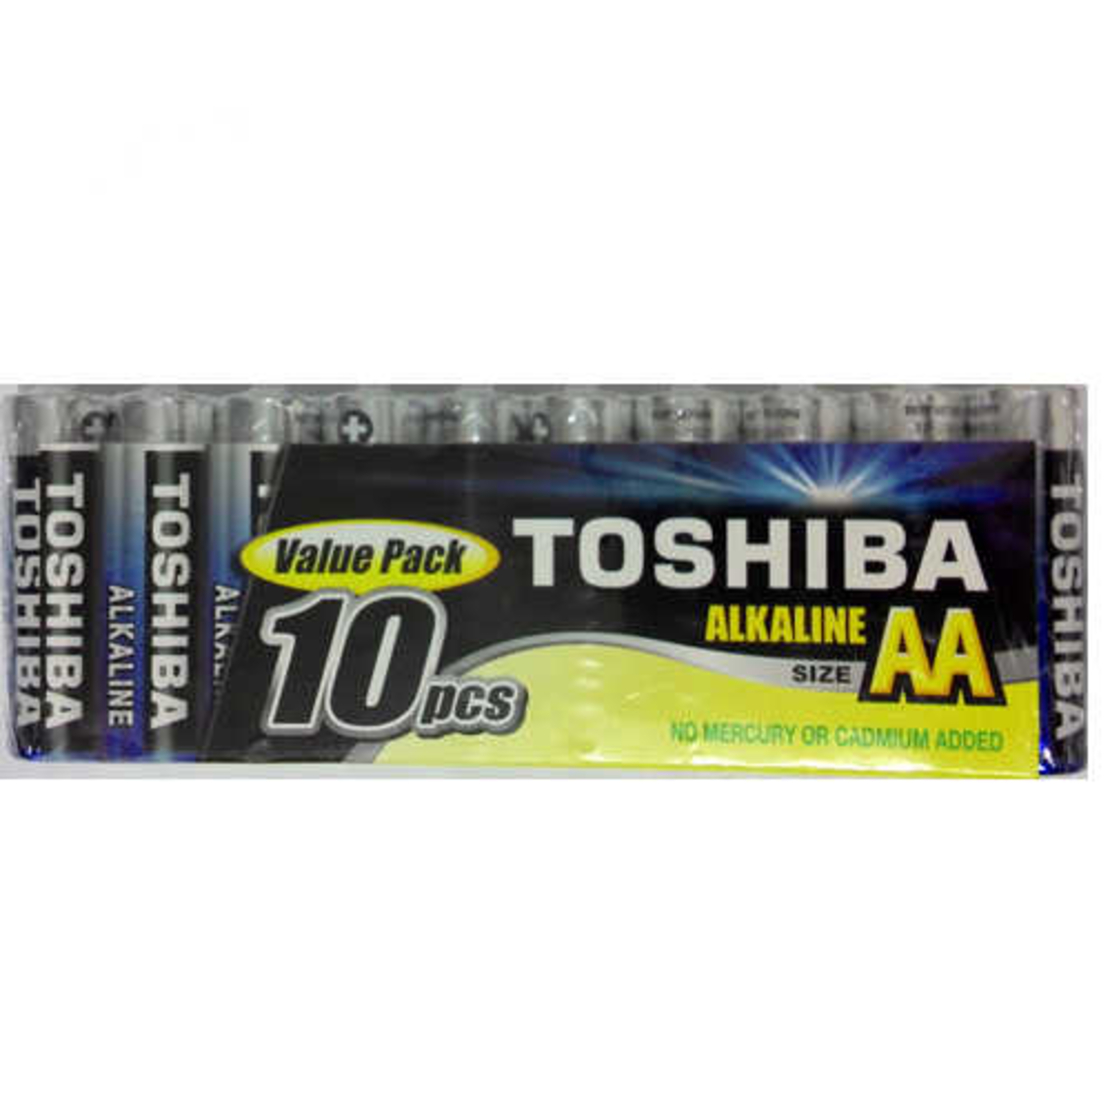 TOSHIBA
TOSHIBA
ALKALINE
TOSHIBA
Value Pack
10pcs
TOSHIBA
ALKALINE
SIZE AA
NO MERCURY OR CADMIUM ADDED
TOSHIBA